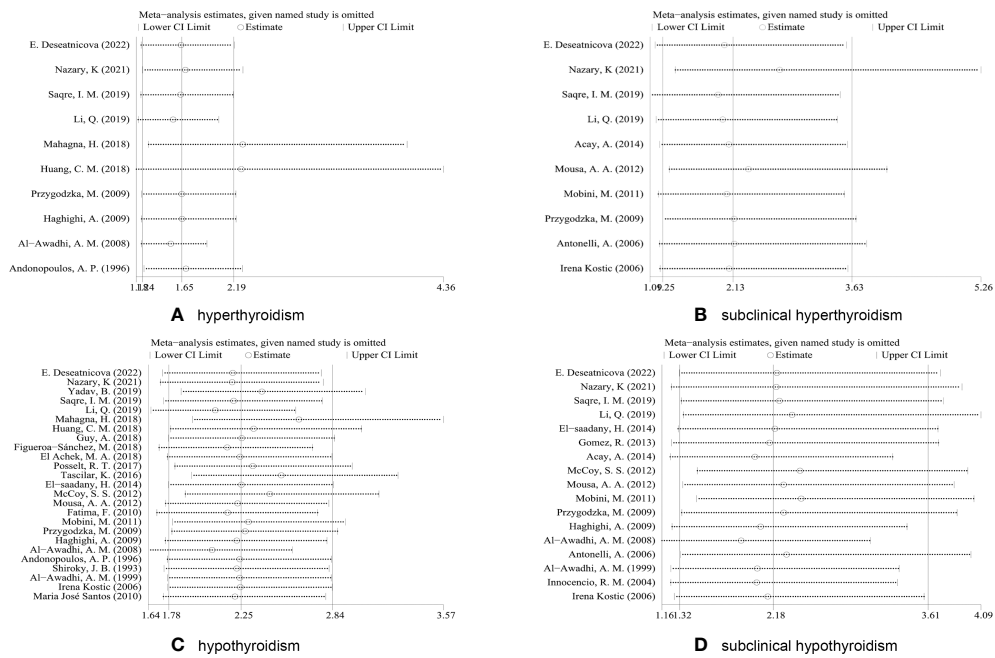 Meta−analysis estimates, given named study is omitted
Lower CI Limit Estimate Upper CI Limit
E. Deseatnicova (2022)
Nazary, K (2021)
Saqre, I. M. (2019)
Li, Q. (2019)
Mahagna, H. (2018)
Huang, C. M. (2018)
Przygodzka, M. (2009)
Haghighi, A. (2009)
Al−Awadhi, A. M. (2008)
Andonopoulos, A. P. (1996)
1.65 2.19 4.36
A hyperthyroidism
Meta−analysis estimates, given named study is omitted
Lower CI Limit Estimate Upper CI Limit
E. Deseatnicova (2022)
Nazary, K (2021)
Saqre, I. M. (2019)
Li, Q. (2019)
Acay, A. (2014)
Mousa, A. A. (2012)
Mobini, M. (2011)
Przygodzka, M. (2009)
Antonelli, A. (2006)
Irena Kostic (2006)
1.09 1.25 2.13 3.63 5.26
B subclinical hyperthyroidism
Meta−analysis estimates, given named study is omitted
Lower CI Limit Estimate Upper CI Limit
E. Deseatnicova (2022)
Nazary, K (2021)
Yadav, B. (2019)
Saqre, I. M. (2019)
Li, Q. (2019)
Mahagna, H. (2018)
Huang, C. M. (2018)
Guy, A. (2018)
Figueroa−Sánchez, M. (2018)
El Achek, M. A. (2018)
Posselt, R. T. (2017)
Tascilar, K. (2016)
El−saadany, H. (2014)
McCoy, S. S. (2012)
Mousa, A. A. (2012)
Fatima, F. (2010)
Mobini, M. (2011)
Przygodzka, M. (2009)
Haghighi, A. (2009)
Al−Awadhi, A. M. (2008)
Andonopoulos, A. P. (1996)
Shiroky, J. B. (1993)
Al−Awadhi, A. M. (1999)
Irena Kostic (2006)
Maria José Santos (2010)
1.64 1.78 2.25 2.84 3.57
C hypothyroidism
Meta−analysis estimates, given named study is omitted
Lower CI Limit Estimate Upper CI Limit
E. Deseatnicova (2022)
Nazary, K (2021)
Saqre, I. M. (2019)
Li, Q. (2019)
El−saadany, H. (2014)
Gomez, R. (2013)
Acay, A. (2014)
McCoy, S. S. (2012)
Mousa, A. A. (2012)
Mobini, M. (2011)
Przygodzka, M. (2009)
Haghighi, A. (2009)
Al−Awadhi, A. M. (2008)
Antonelli, A. (2006)
Al−Awadhi, A. M. (1999)
Innocencio, R. M. (2004)
Irena Kostic (2006)
1.16 1.32 2.18 3.61 4.09
D subclinical hypothyroidism